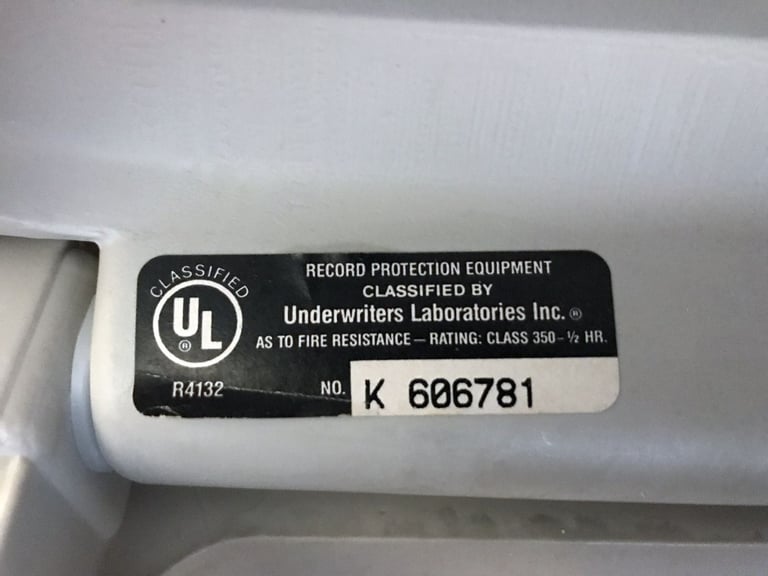 CLASSIFIED
UL®
R4132
RECORD PROTECTION EQUIPMENT
CLASSIFIED BY
Underwriters Laboratories Inc.®
AS TO FIRE RESISTANCE — RATING: CLASS 350 - ½ HR.
NO. K 606781